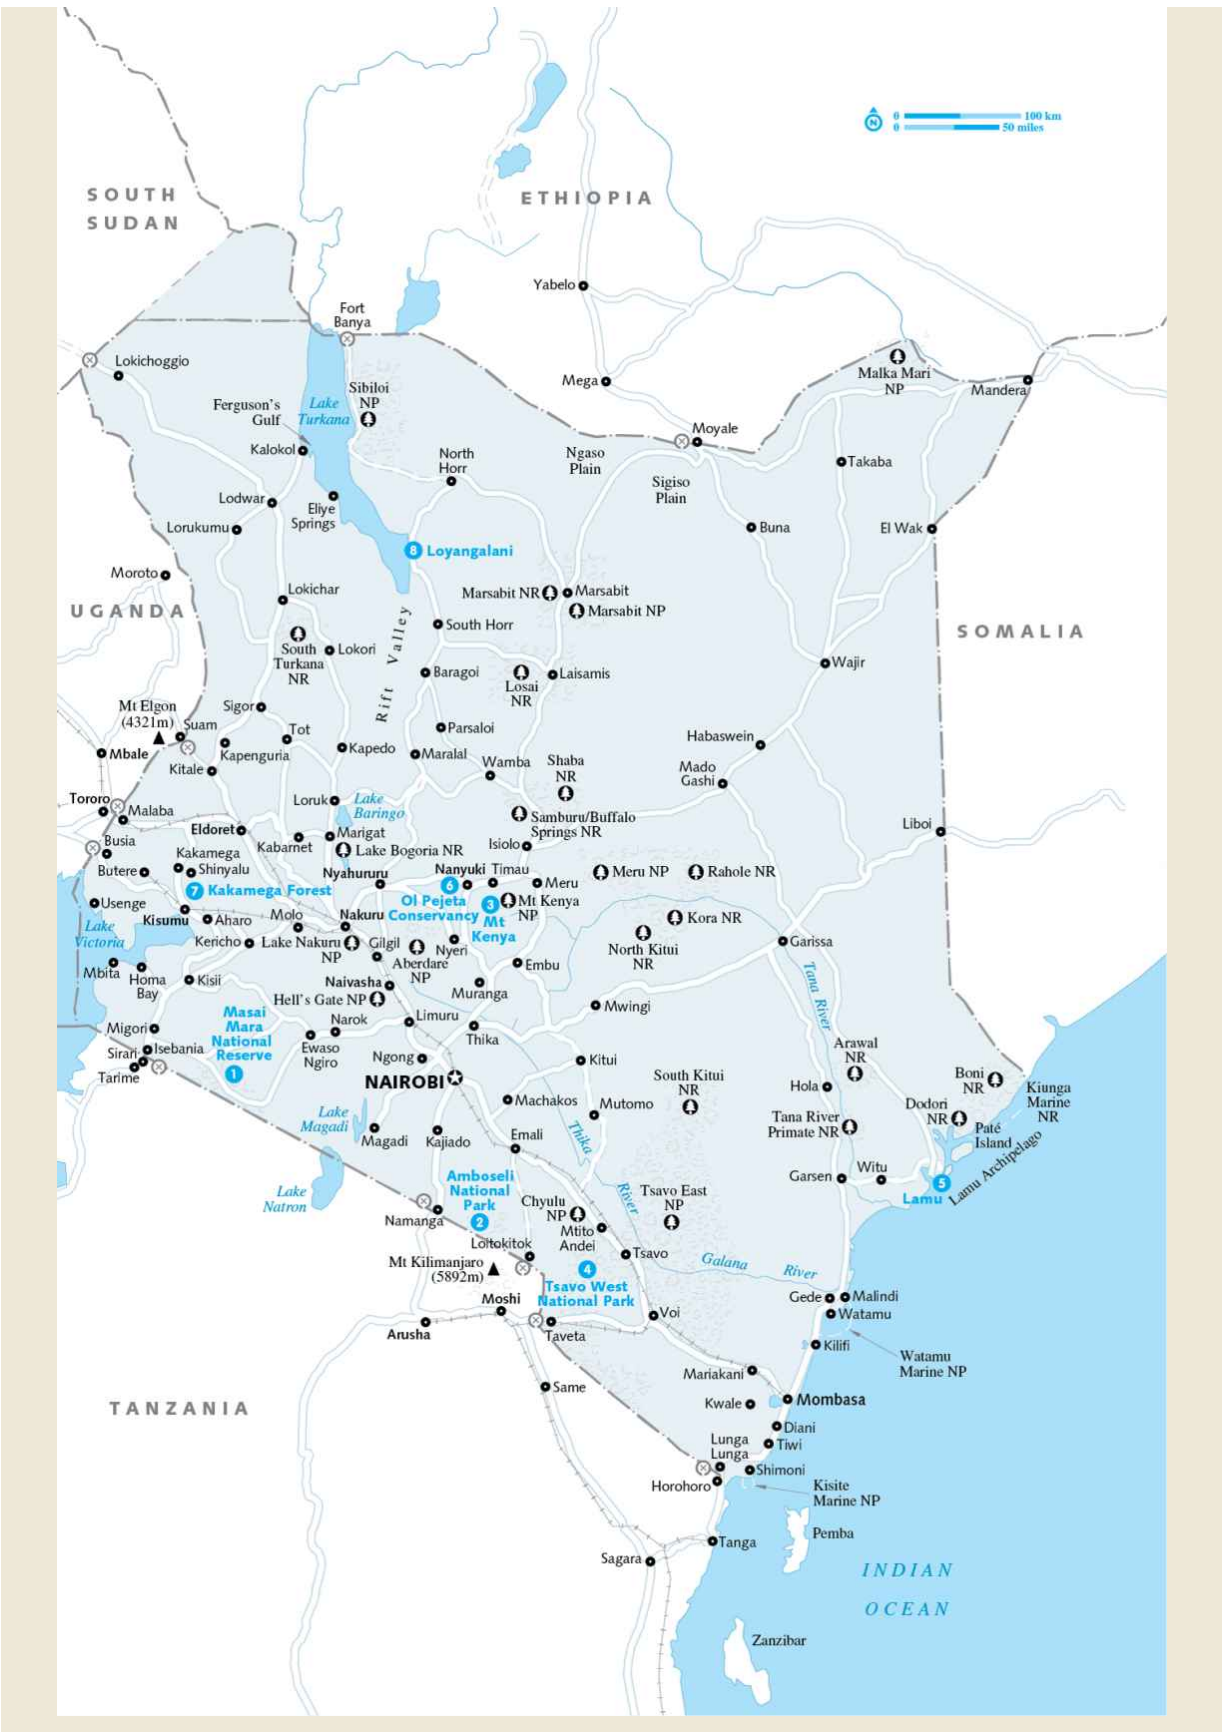 0 100 km
0 50 miles
SOUTH
SUDAN
ETHIOPIA
Yabelo
Fort
Banya
Lokichoggio
Sibiloi
NP
Mega
Malka Mari
NP
Mandera
Ferguson's
Gulf
Lake
Turkana
Kalokol
Moyale
North
Horr
Ngaso
Plain
Takaba
Sigiso
Plain
Lodwar
Eliye
Springs
Lorukumu
Buna
El Wak
8 Loyangalani
Moroto
UGANDA
Lokichar
Marsabit NR
Marsabit
Marsabit NP
Rift Valley
South Horr
SOMALIA
South
Turkana
NR
Lokori
Baragoi
Losai
NR
Laisamis
Wajir
Mt Elgon
(4321m)
Suam
Sigor
Tot
Parsaloi
Mbale
Kapenguria
Kapedo
Maralal
Habaswein
Kitale
Wamba
Shaba
NR
Mado
Gashi
Tororo
Malaba
Loruk
Lake
Baringo
Samburu/Buffalo
Springs NR
Liboi
Eldoret
Busia
Kabarnet
Marigat
Lake Bogoria NR
Isiolo
Kakamega
Shinyalu
Butere
Nyahururu
Nanyuki
Timau
Meru
Meru NP
Rahole NR
7 Kakamega Forest
6
Ol Pejeta
Conservancy
3
Mt
Kenya
Mt Kenya
NP
Usenge
Lake
Victoria
Kisumu
Aharo
Molo
Nakuru
Kora NR
Kericho
Lake Nakuru
NP
Gilgil
Aberdare
NP
Nyeri
North Kitui
NR
Garissa
Mbita
Homa
Bay
Kisii
Naivasha
Embu
Muranga
Hell's Gate NP
Mwingi
Tana River
Masai
Mara
National
Reserve
1
Migori
Narok
Limuru
Thika
Sirari
Isebania
Ewaso
Ngiro
Ngong
Kitui
Arawal
NR
Tarime
NAIROBI
South Kitui
NR
Hola
Boni
NR
Kiunga
Marine
NR
Lake
Magadi
Magadi
Machakos
Mutomo
Dodori
NR
Tana River
Primate NR
Paté
Island
Kajiado
Emali
Thika
River
Witu
Garsen
5
Lamu
Lamu Archipelago
Lake
Natron
Amboseli
National
Park
2
Chyulu
NP
Tsavo East
NP
Namanga
Mtito
Andei
Loitokitok
Tsavo
Galana River
Mt Kilimanjaro
(5892m)
4
Tsavo West
National Park
Moshi
Gede
Malindi
Watamu
Arusha
Taveta
Voi
Kilifi
Watamu
Marine NP
Mariakani
Same
Kwale
Mombasa
TANZANIA
Diani
Tiwi
Lunga
Lunga
Shimoni
Horohoro
Kisite
Marine NP
Pemba
Tanga
Sagara
INDIAN
OCEAN
Zanzibar